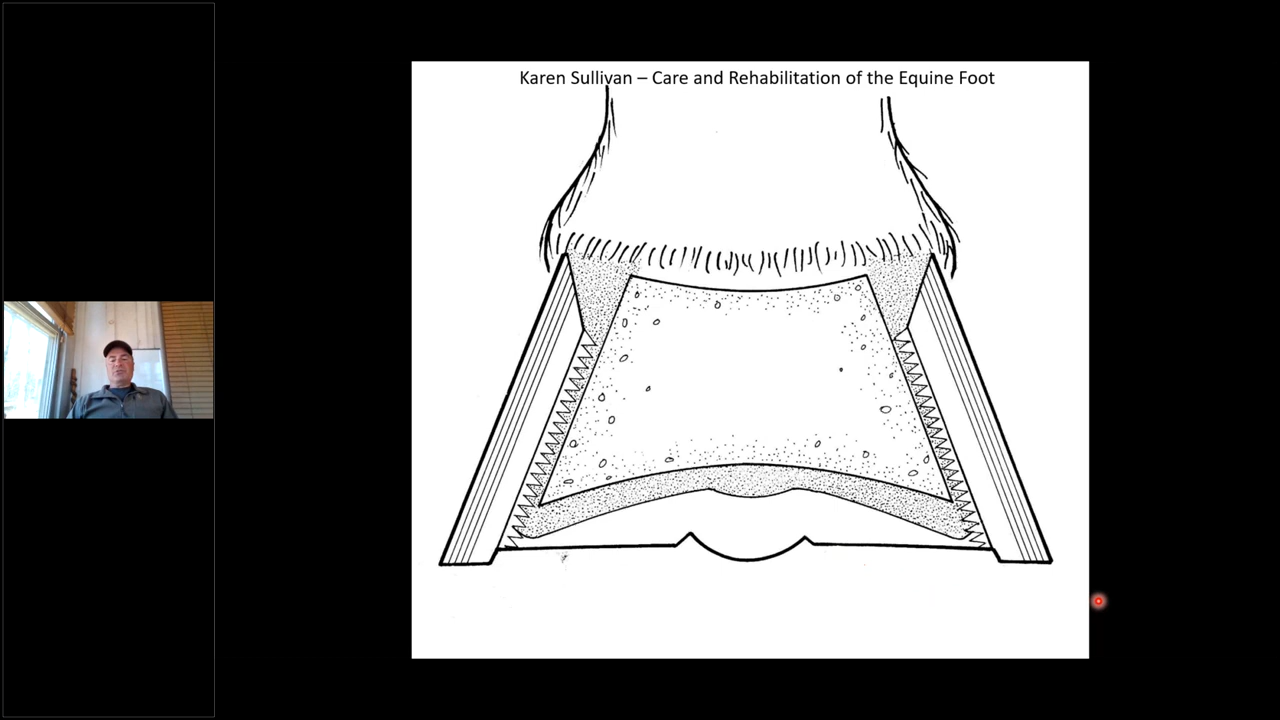 Karen Sullivan – Care and Rehabilitation of the Equine Foot